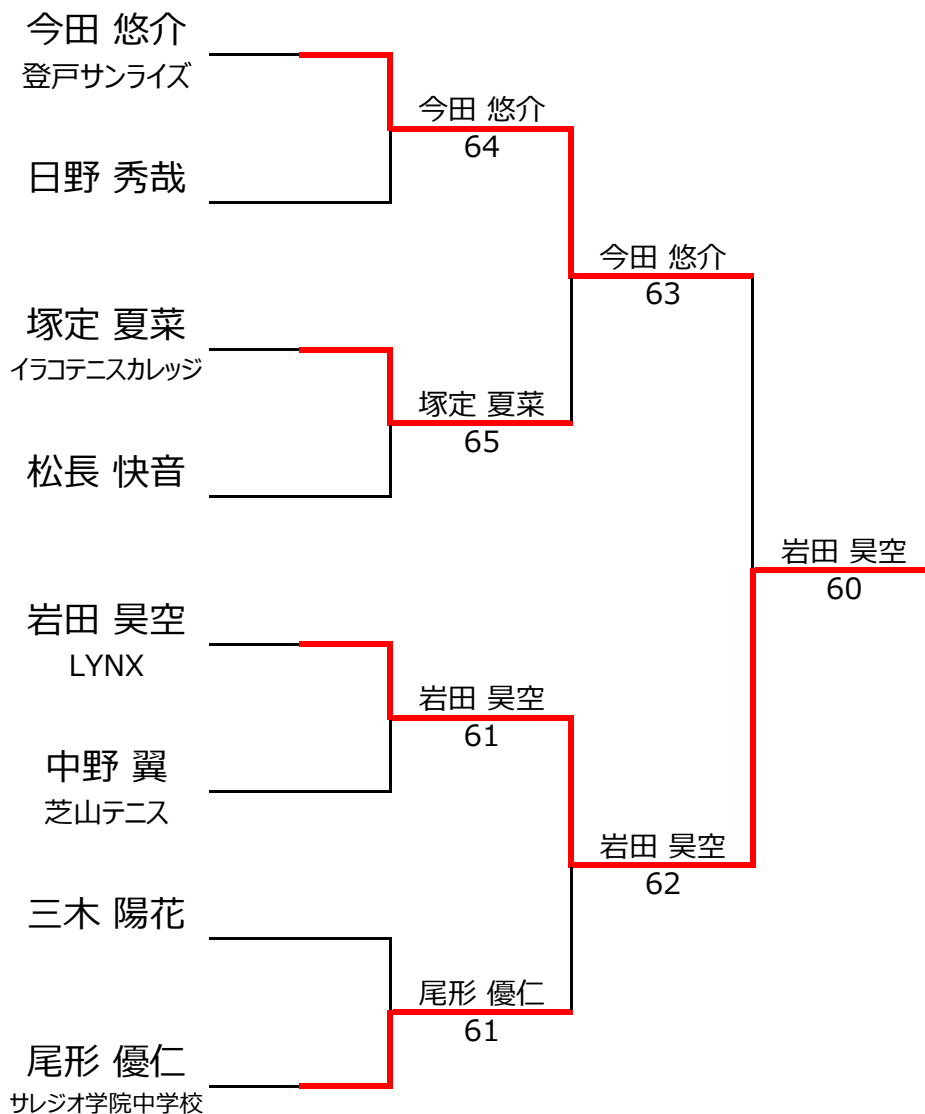 今田 悠介
登戸サンライズ
今田 悠介
64
日野 秀哉
今田 悠介
63
塚定 夏菜
イラコテニスカレッジ
塚定 夏菜
65
松長 快音
岩田 昊空
60
岩田 昊空
LYNX
岩田 昊空
61
中野 翼
芝山テニス
岩田 昊空
62
三木 陽花
尾形 優仁
61
尾形 優仁
サレジオ学院中学校